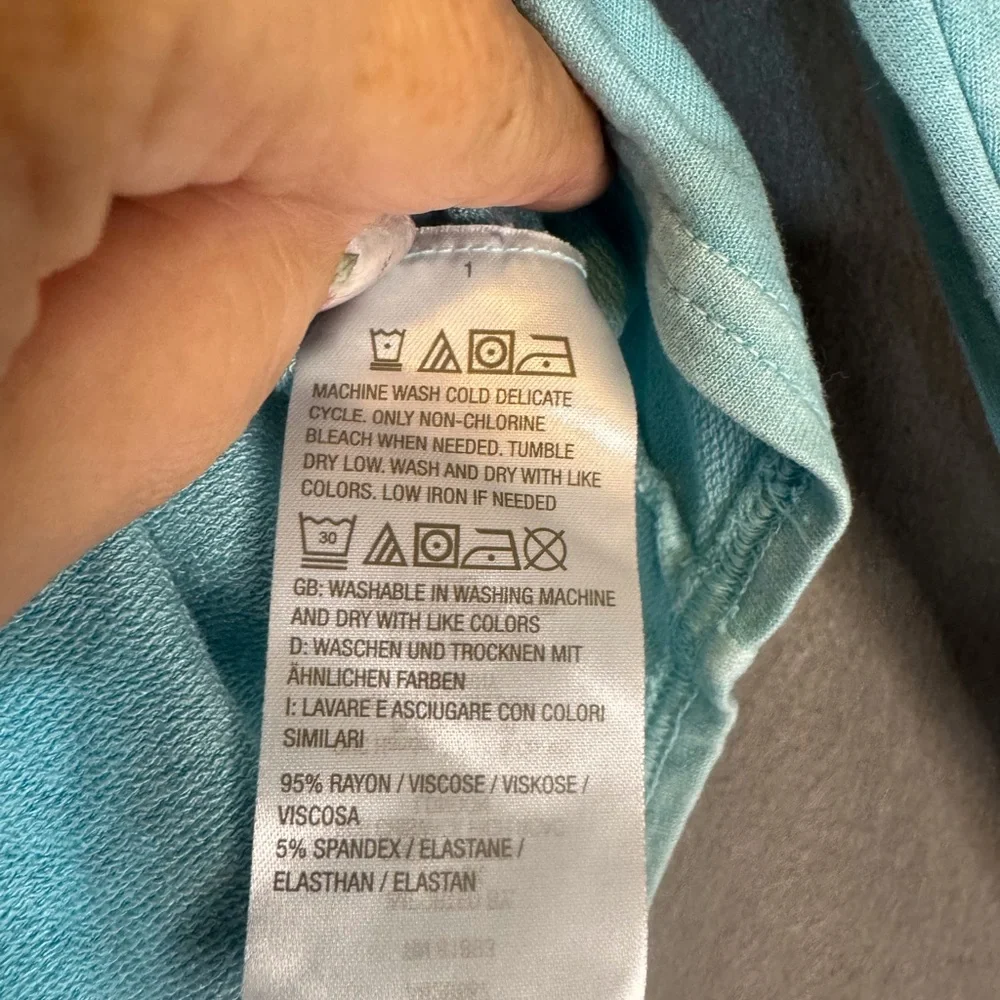 1
MACHINE WASH COLD DELICATE
CYCLE. ONLY NON-CHLORINE
BLEACH WHEN NEEDED. TUMBLE
DRY LOW. WASH AND DRY WITH LIKE
COLORS. LOW IRON IF NEEDED
30
GB: WASHABLE IN WASHING MACHINE
AND DRY WITH LIKE COLORS
D: WASCHEN UND TROCKNEN MIT
ÄHNLICHEN FARBEN
I: LAVARE E ASCIUGARE CON COLORI
SIMILARI
95% RAYON / VISCOSE / VISKOSE /
VISCOSA
5% SPANDEX / ELASTANE /
ELASTHAN / ELASTAN